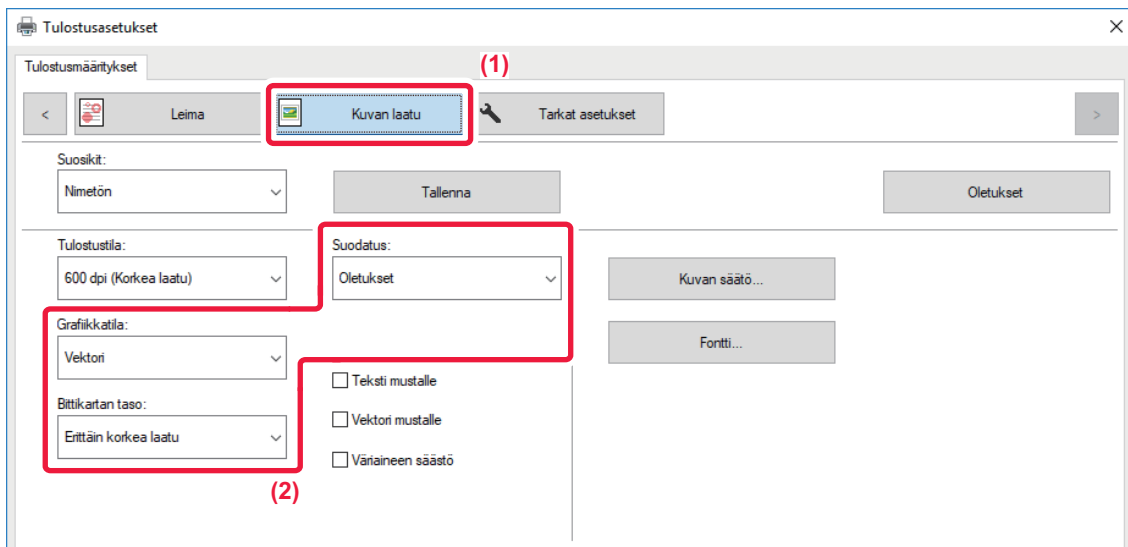 Tulostusasetukset
Tulostusmääritykset
(1)
<
Leima
Kuvan laatu
Tarkat asetukset
>
Suosikit:
Nimetön
Tallenna
Oletukset
Tulostustila:
600 dpi (Korkea laatu)
Suodatus:
Oletukset
Kuvan säätö...
Grafiikkatila:
Vektori
Fontti...
Teksti mustalle
Bittikartan taso:
Erittäin korkea laatu
Vektori mustalle
Väriaineen säästö
(2)